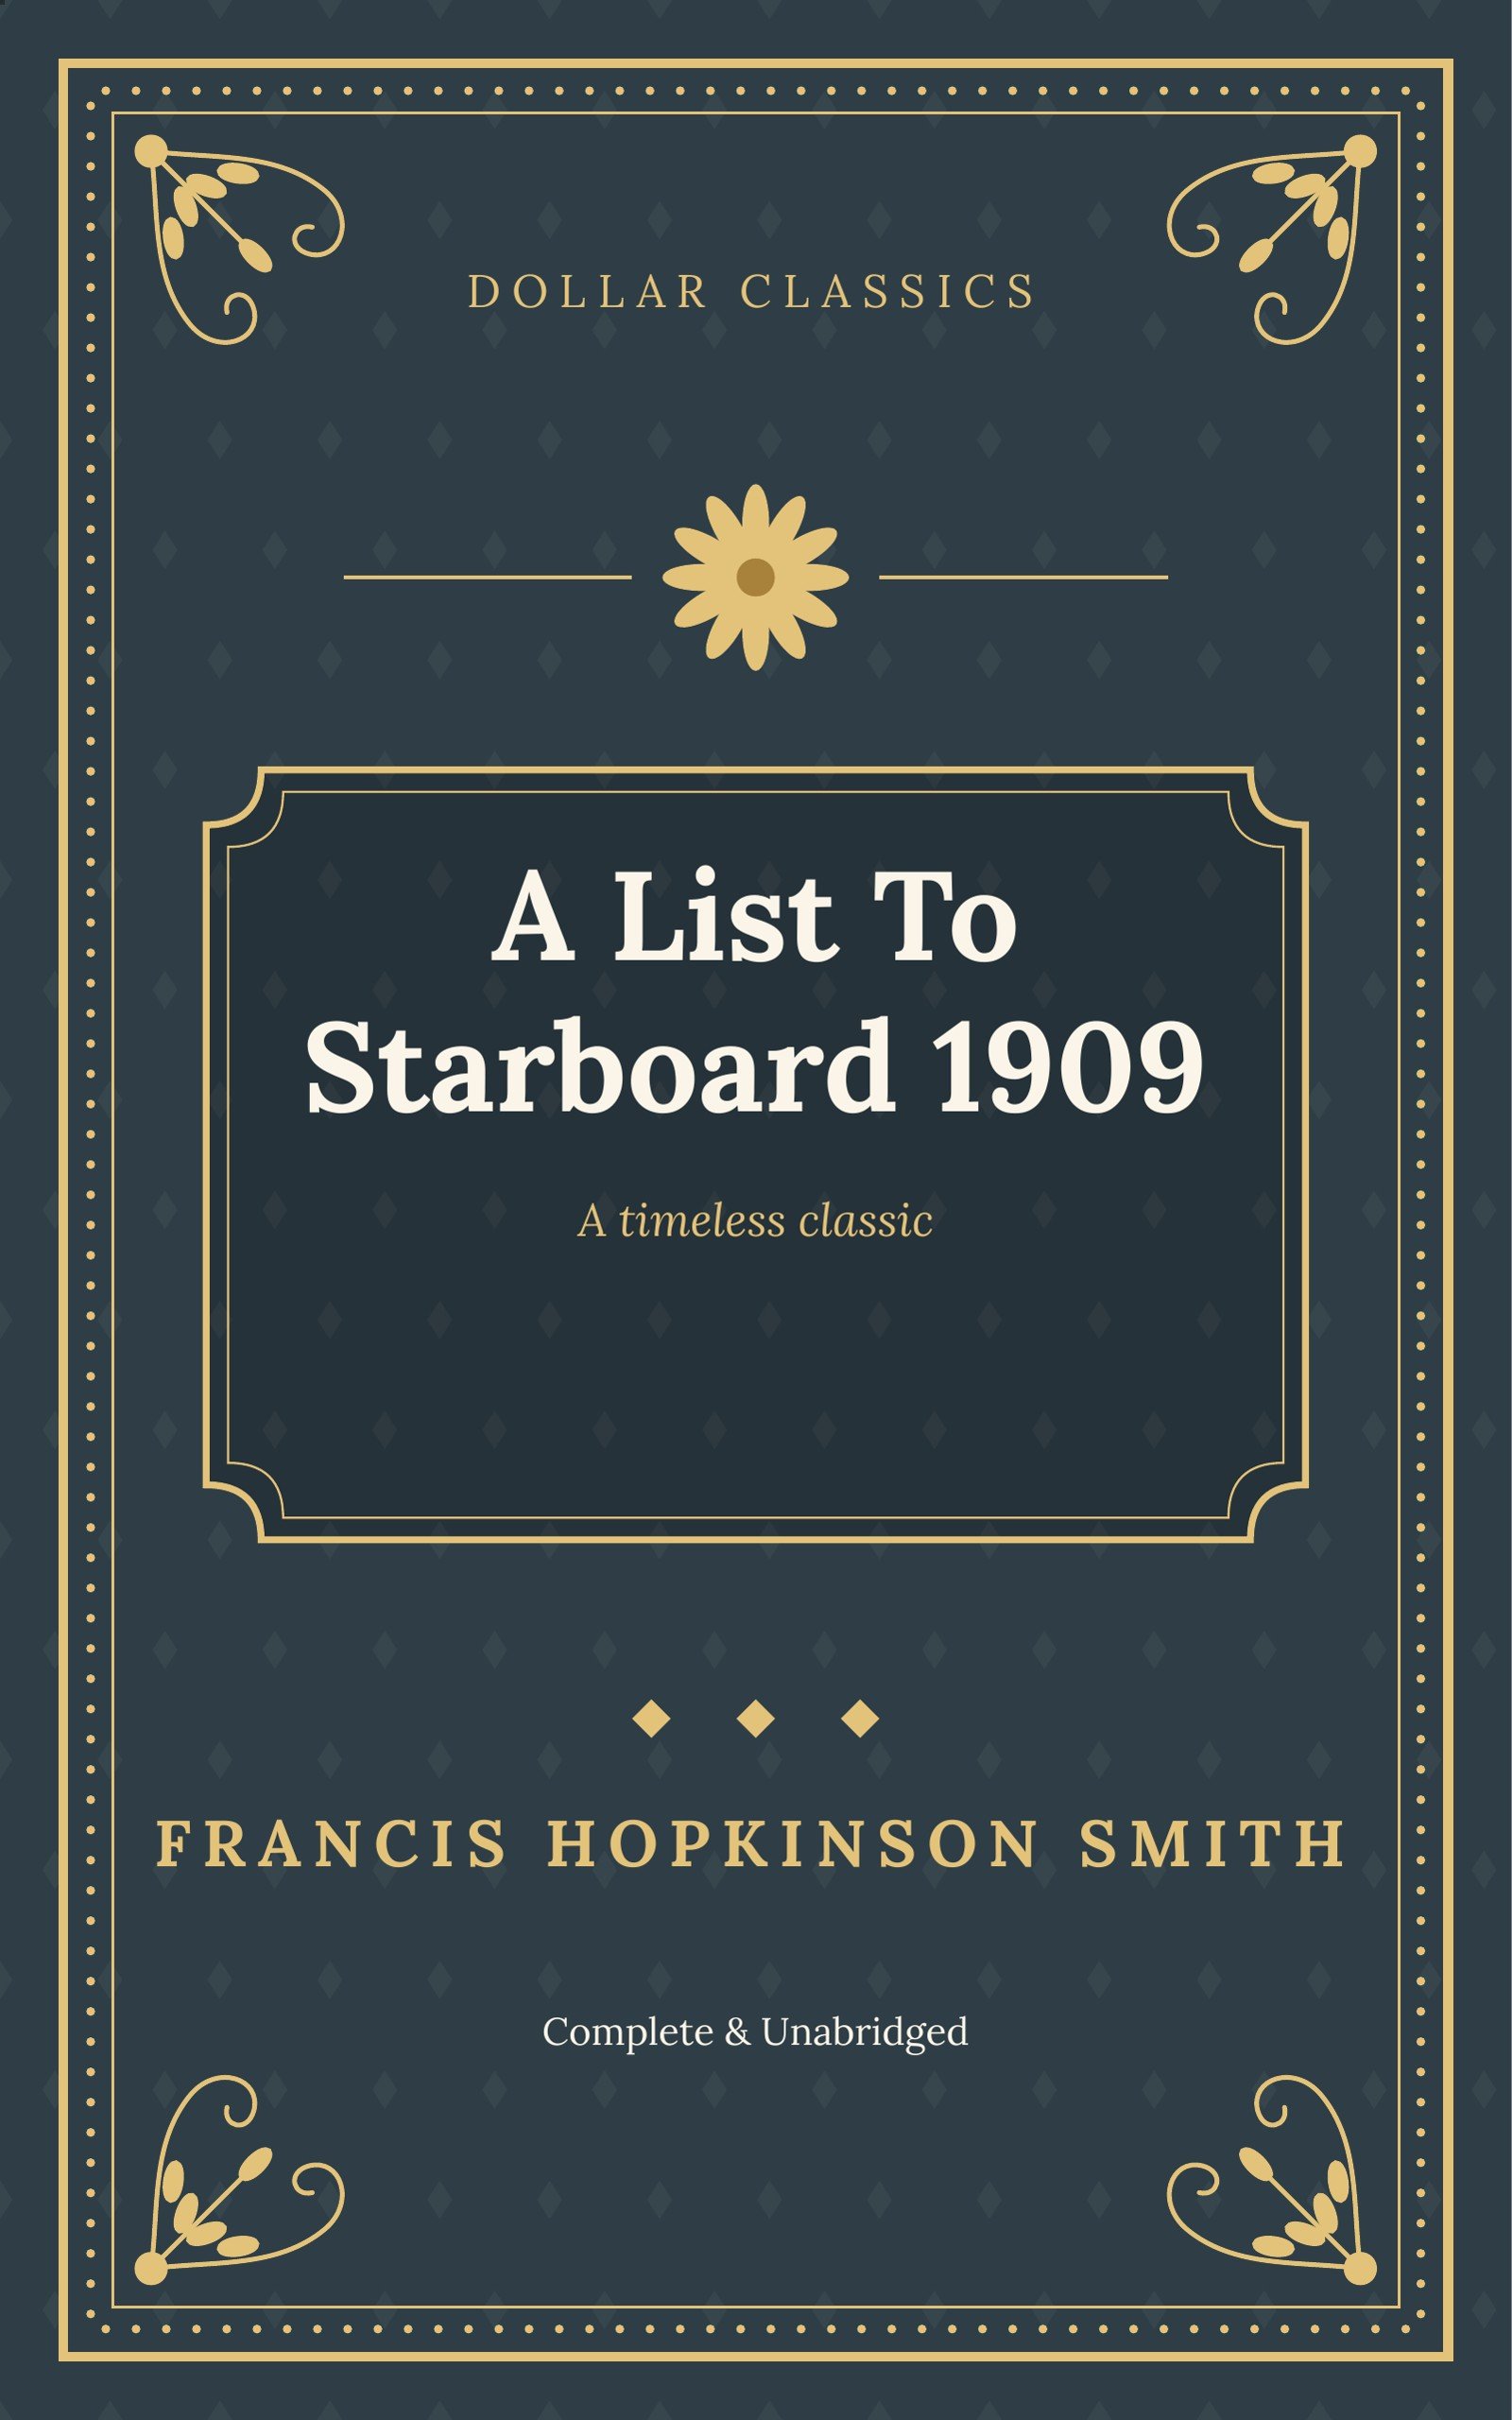 DOLLAR CLASSICS
A List To
Starboard 1909
A timeless classic
FRANCIS HOPKINSON SMITH
Complete & Unabridged